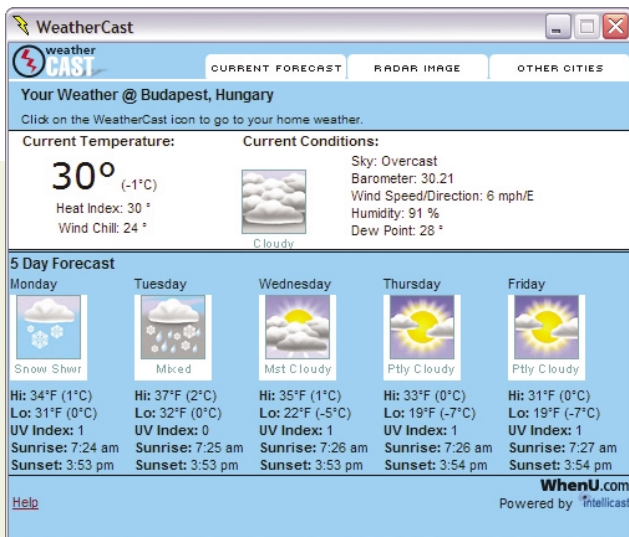 WeatherCast
weather
CAST
CURRENT FORECAST RADAR IMAGE OTHER CITIES
Your Weather @ Budapest, Hungary
Click on the WeatherCast icon to go to your home weather.
Current Temperature:
30° (-1°C)
Heat Index: 30 °
Wind Chill: 24 °
Current Conditions:
Cloudy
Sky: Overcast
Barometer: 30.21
Wind Speed/Direction: 6 mph/E
Humidity: 91 %
Dew Point: 28 °
5 Day Forecast
Monday
Snow Shwr
Hi: 34°F (1°C)
Lo: 31°F (0°C)
UV Index: 1
Sunrise: 7:24 am
Sunset: 3:53 pm
Tuesday
Mixed
Hi: 37°F (2°C)
Lo: 32°F (0°C)
UV Index: 0
Sunrise: 7:25 am
Sunset: 3:53 pm
Wednesday
Mst Cloudy
Hi: 35°F (1°C)
Lo: 22°F (-5°C)
UV Index: 1
Sunrise: 7:26 am
Sunset: 3:53 pm
Thursday
Ptly Cloudy
Hi: 33°F (0°C)
Lo: 19°F (-7°C)
UV Index: 1
Sunrise: 7:26 am
Sunset: 3:54 pm
Friday
Ptly Cloudy
Hi: 31°F (0°C)
Lo: 19°F (-7°C)
UV Index: 1
Sunrise: 7:27 am
Sunset: 3:54 pm
Help
WhenU.com
Powered by intellicast